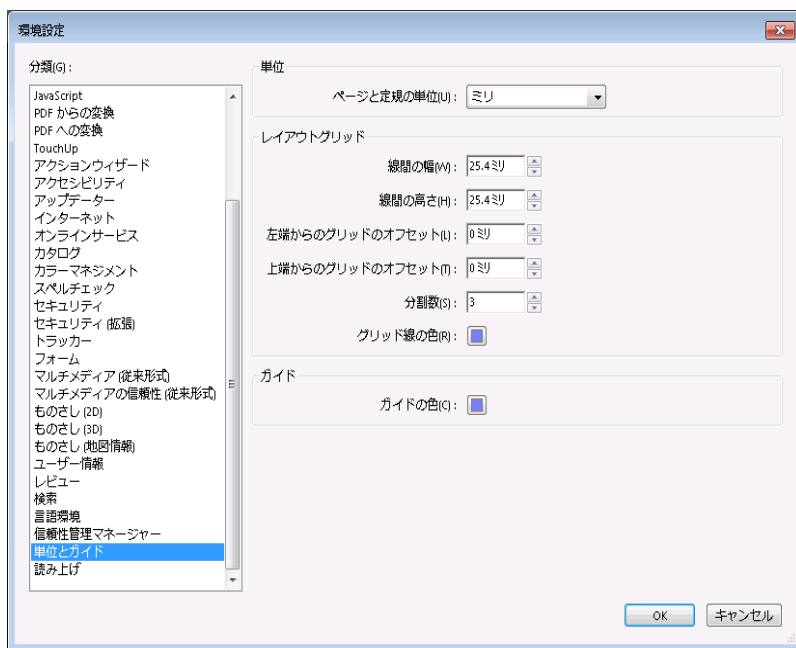 環境設定
分類(G):
JavaScript
PDF からの変換
PDF への変換
TouchUp
アクションウィザード
アクセシビリティ
アップデーター
インターネット
オンラインサービス
カタログ
カラーマネジメント
スペルチェック
セキュリティ
セキュリティ (拡張)
トラッカー
フォーム
マルチメディア (従来形式)
マルチメディアの信頼性 (従来形式)
ものさし (2D)
ものさし (3D)
ものさし (地図情報)
ユーザー情報
レビュー
検索
言語環境
信頼性管理マネージャー
単位とガイド
読み上げ
単位
ページと定規の単位(U): ミリ
レイアウトグリッド
線間の幅(W): 25.4 ミリ
線間の高さ(H): 25.4 ミリ
左端からのグリッドのオフセット(L): 0 ミリ
上端からのグリッドのオフセット(T): 0 ミリ
分割数(S): 3
グリッド線の色(R):
ガイド
ガイドの色(C):
OK キャンセル